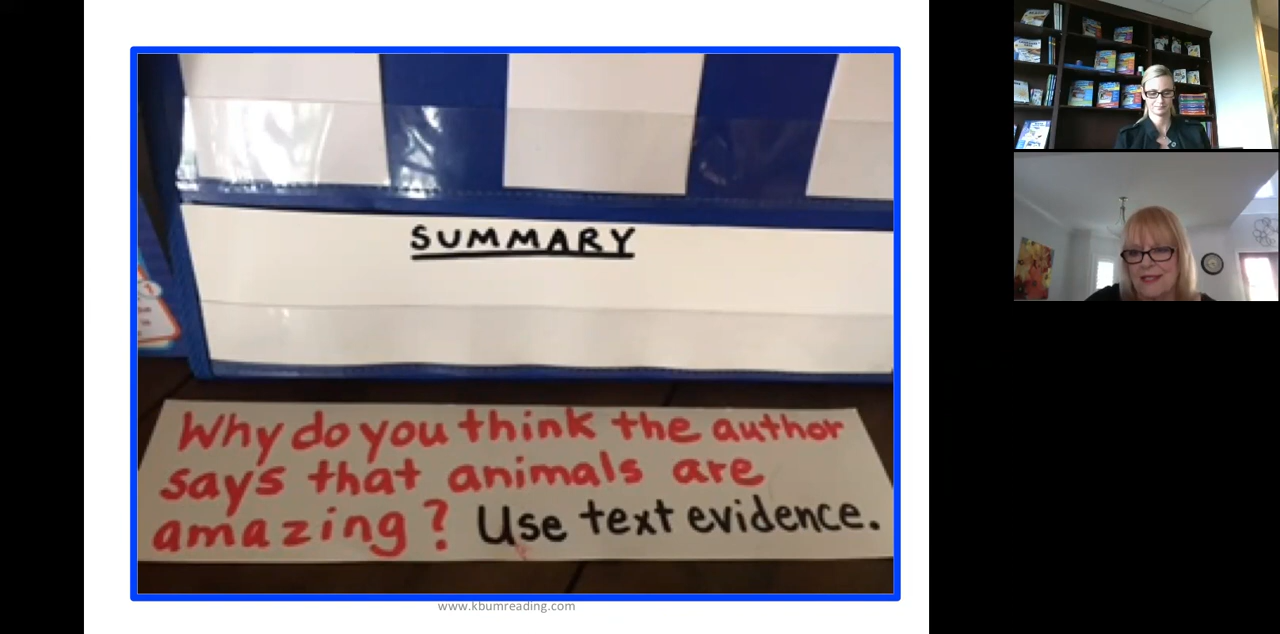 SUMMARY
Why do you think the author
says that animals are
amazing? Use text evidence.
www.kbumreading.com